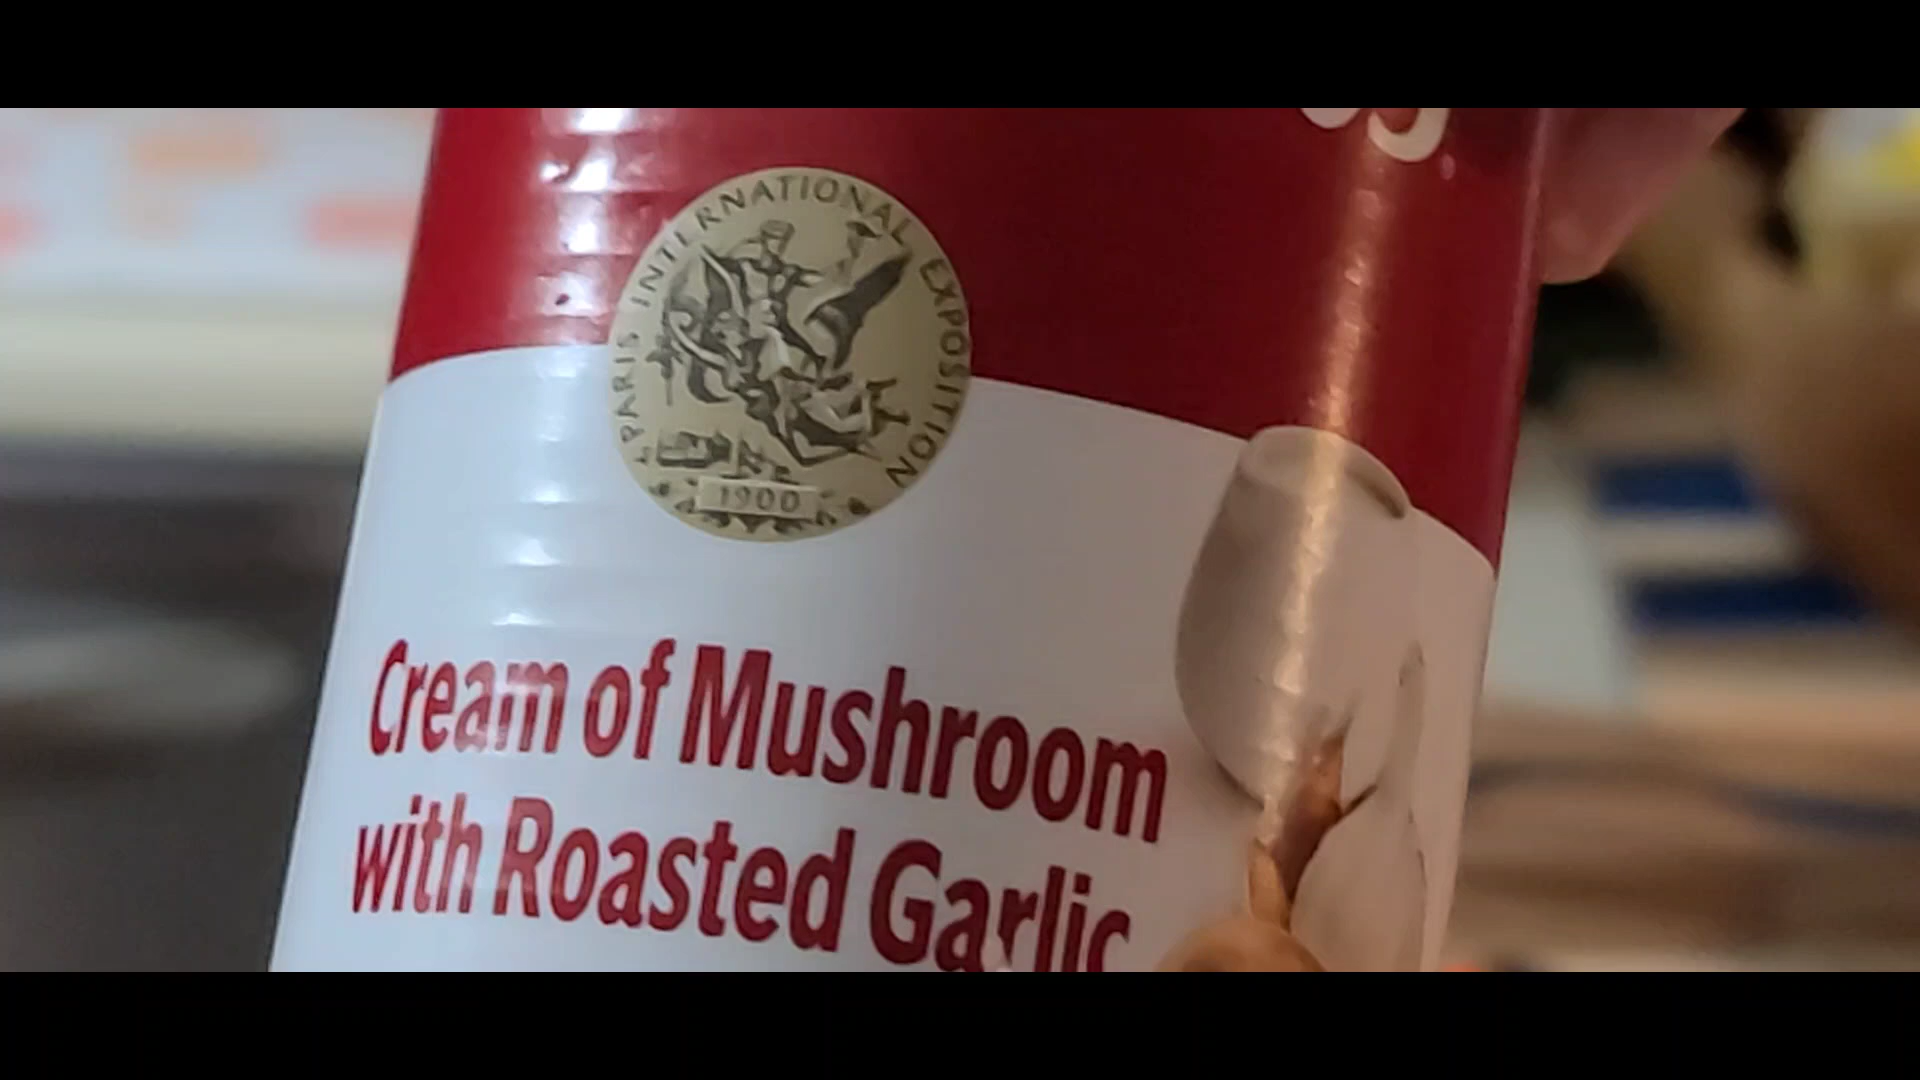 PARIS INTERNATIONAL EXPOSITION
1900
Cream of Mushroom
with Roasted Garlic